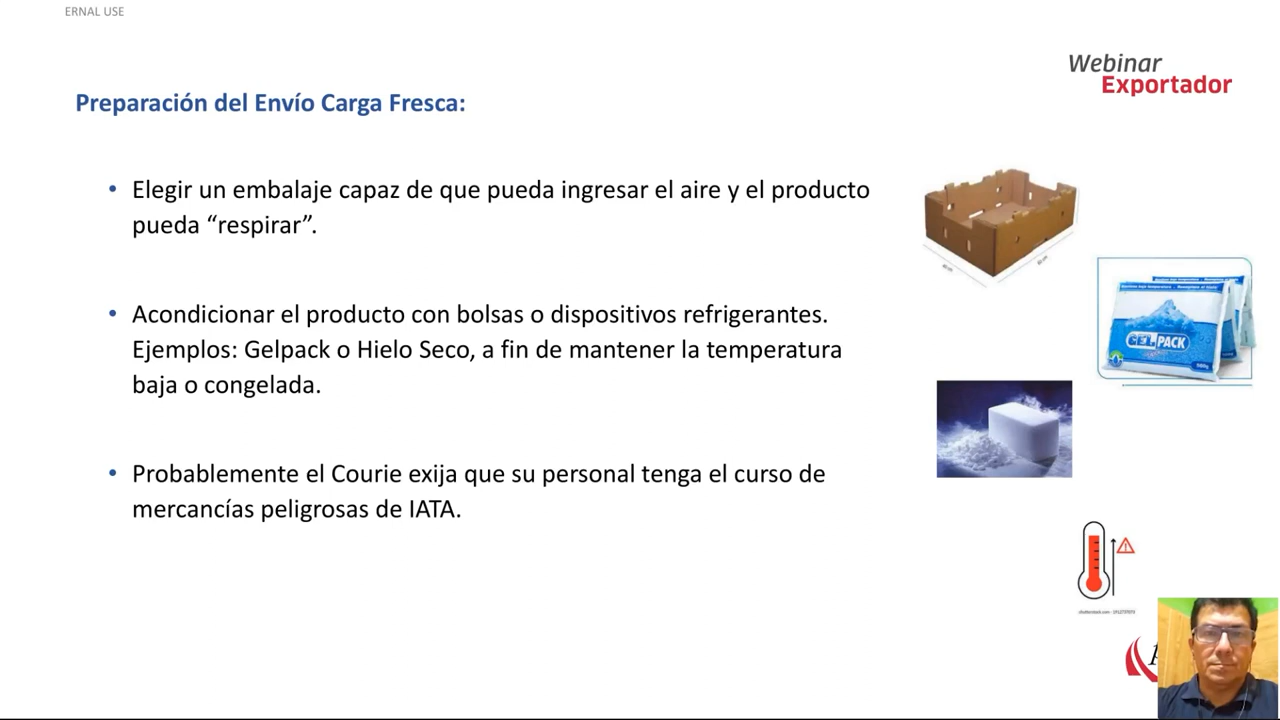 ERNAL USE
Webinar
Exportador
Preparación del Envío Carga Fresca:
• Elegir un embalaje capaz de que pueda ingresar el aire y el producto
pueda “respirar”.
• Acondicionar el producto con bolsas o dispositivos refrigerantes.
Ejemplos: Gelpack o Hielo Seco, a fin de mantener la temperatura
baja o congelada.
GEL PACK
• Probablemente el Courie exija que su personal tenga el curso de
mercancías peligrosas de IATA.